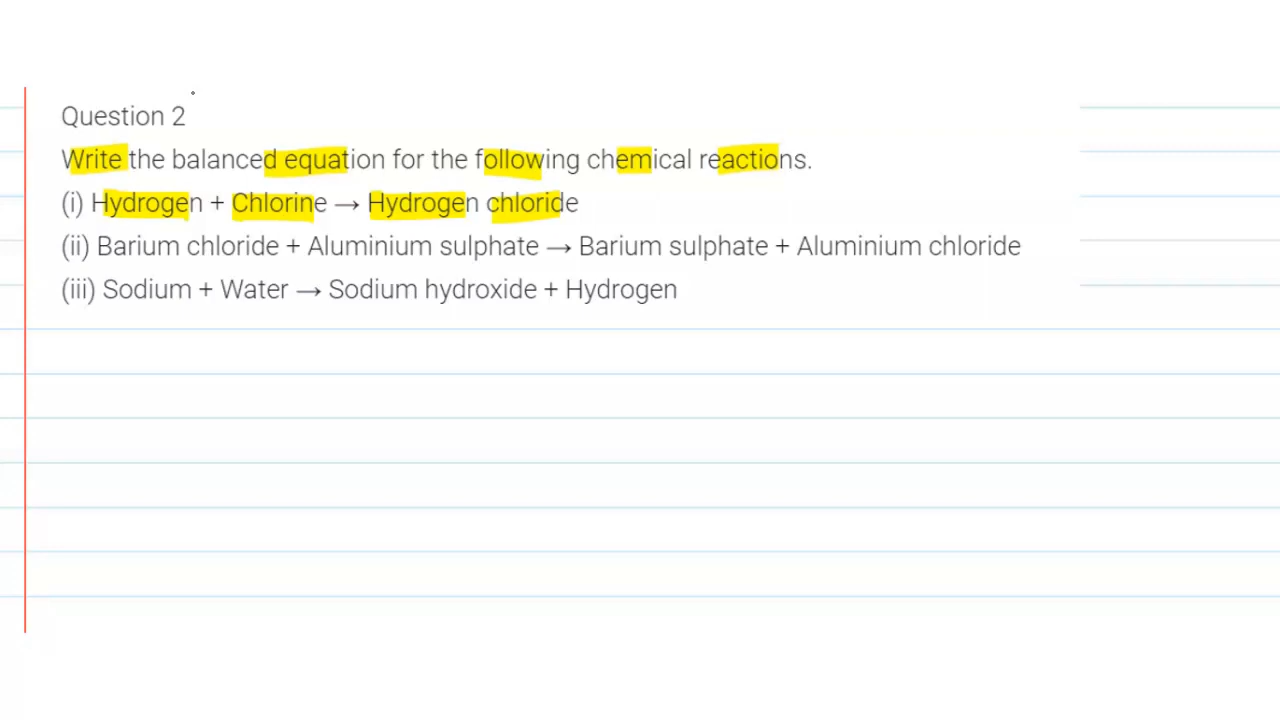 Question 2
Write the balanced equation for the following chemical reactions.
(i) Hydrogen + Chlorine → Hydrogen chloride
(ii) Barium chloride + Aluminium sulphate → Barium sulphate + Aluminium chloride
(iii) Sodium + Water → Sodium hydroxide + Hydrogen